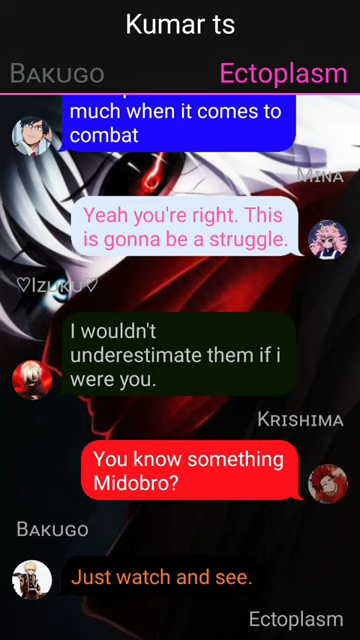 Kumar ts
Bakugo
Ectoplasm
much when it comes to
combat
Mina
Yeah you're right. This
is gonna be a struggle.
♡Izuku♡
I wouldn't
underestimate them if i
were you.
Krishima
You know something
Midobro?
Bakugo
Just watch and see.
Ectoplasm